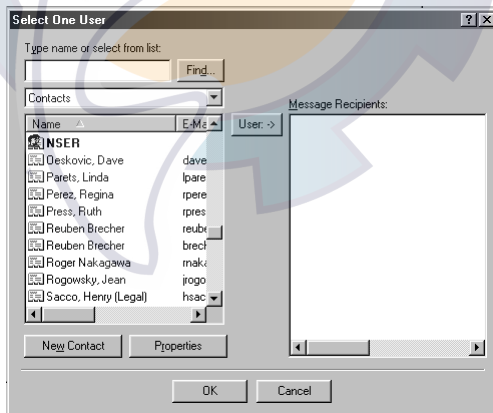 Select One User
Type name or select from list:
Find...
Contacts
Message Recipients:
Name E-Ma
User: ->
NSER
Oeskovic, Dave dave
Parets, Linda lpare
Perez, Regina rpere
Press, Ruth rpres
Reuben Brecher reube
Reuben Brecher brech
Roger Nakagawa rnaka
Rogowsky, Jean jrogo
Sacco, Henry (Legal) hsac
New Contact Properties
OK Cancel